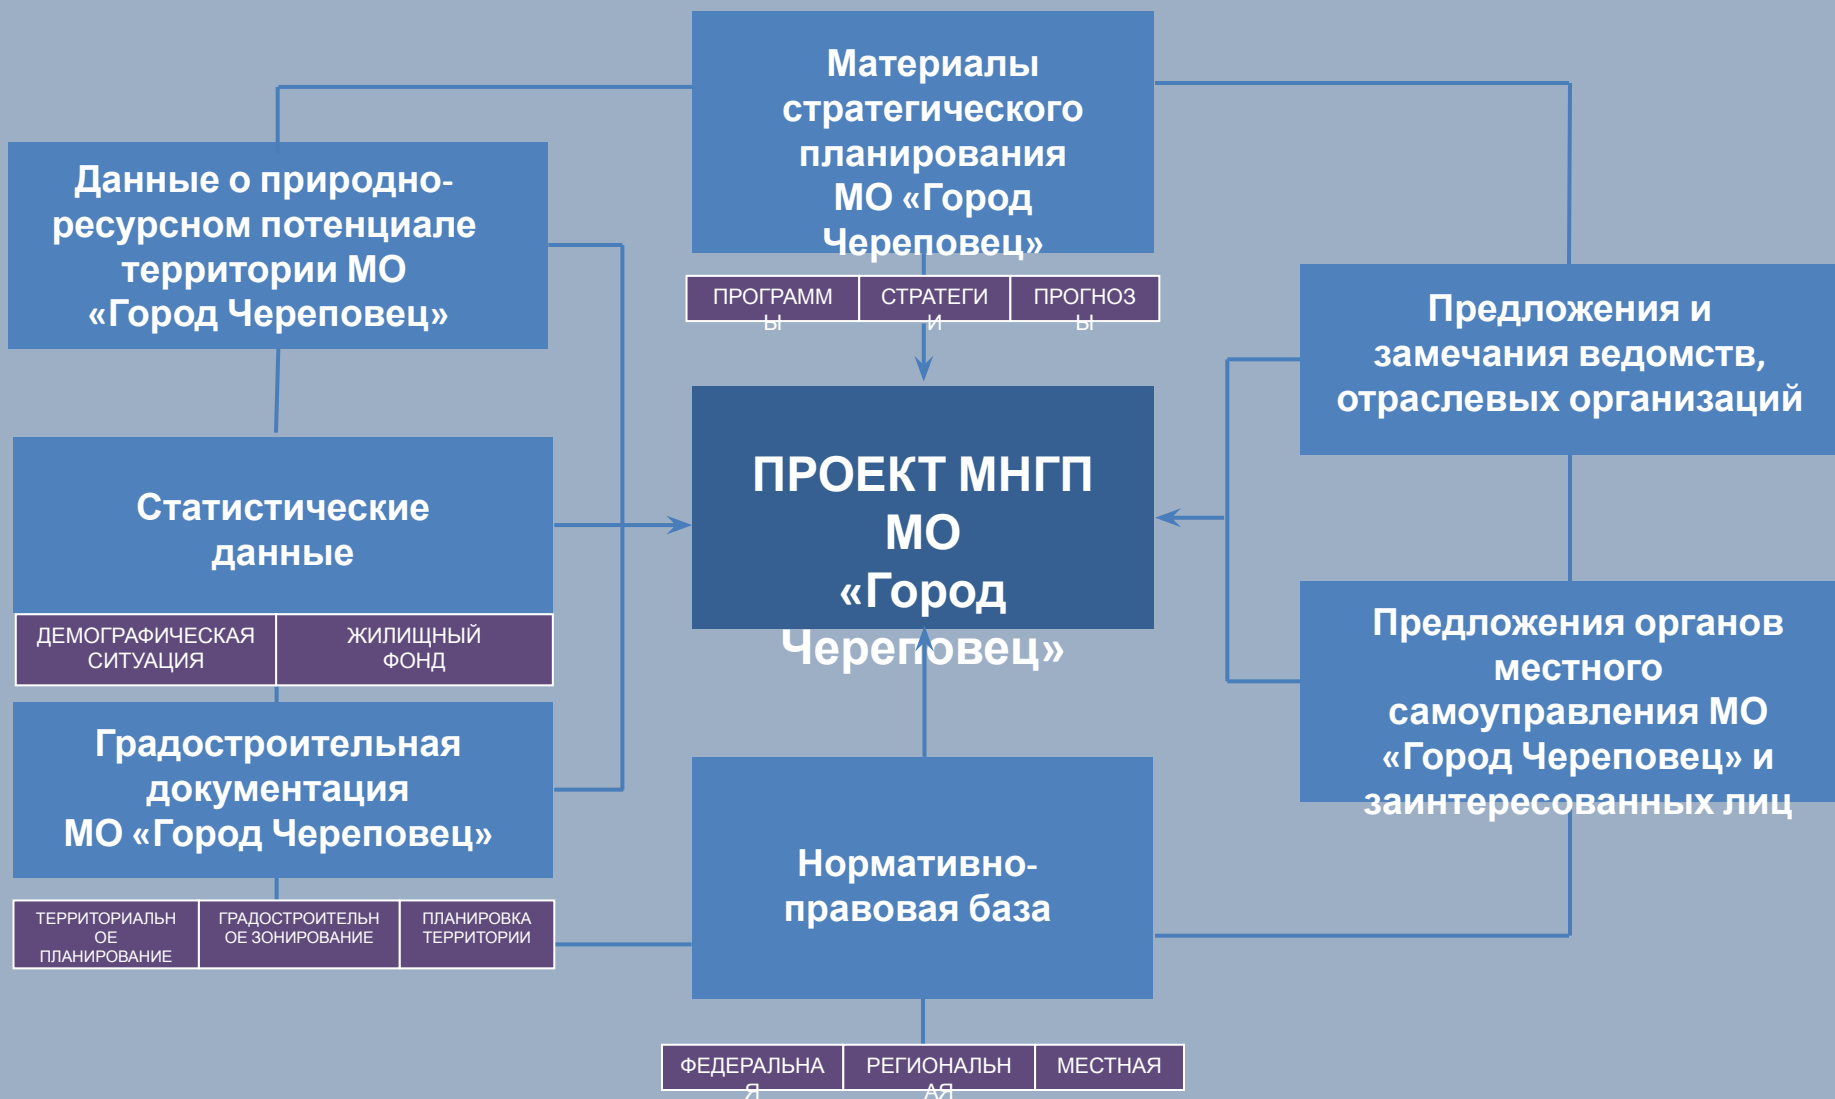 Материалы
стратегического
планирования
МО «Город
Череповец»
ПРОГРАММ
Ы
СТРАТЕГИ
И
ПРОГНОЗ
Ы
Данные о природно-
ресурсном потенциале
территории МО
«Город Череповец»
Статистические
данные
ДЕМОГРАФИЧЕСКАЯ
СИТУАЦИЯ
ЖИЛИЩНЫЙ
ФОНД
Градостроительная
документация
МО «Город Череповец»
ТЕРРИТОРИАЛЬН
ОЕ
ПЛАНИРОВАНИЕ
ГРАДОСТРОИТЕЛЬН
ОЕ ЗОНИРОВАНИЕ
ПЛАНИРОВКА
ТЕРРИТОРИИ
ПРОЕКТ МНГП
МО
«Город
Череповец»
Предложения и
замечания ведомств,
отраслевых организаций
Предложения органов
местного
самоуправления МО
«Город Череповец» и
заинтересованных лиц
Нормативно-
правовая база
ФЕДЕРАЛЬНА
Я
РЕГИОНАЛЬН
АЯ
МЕСТНАЯ